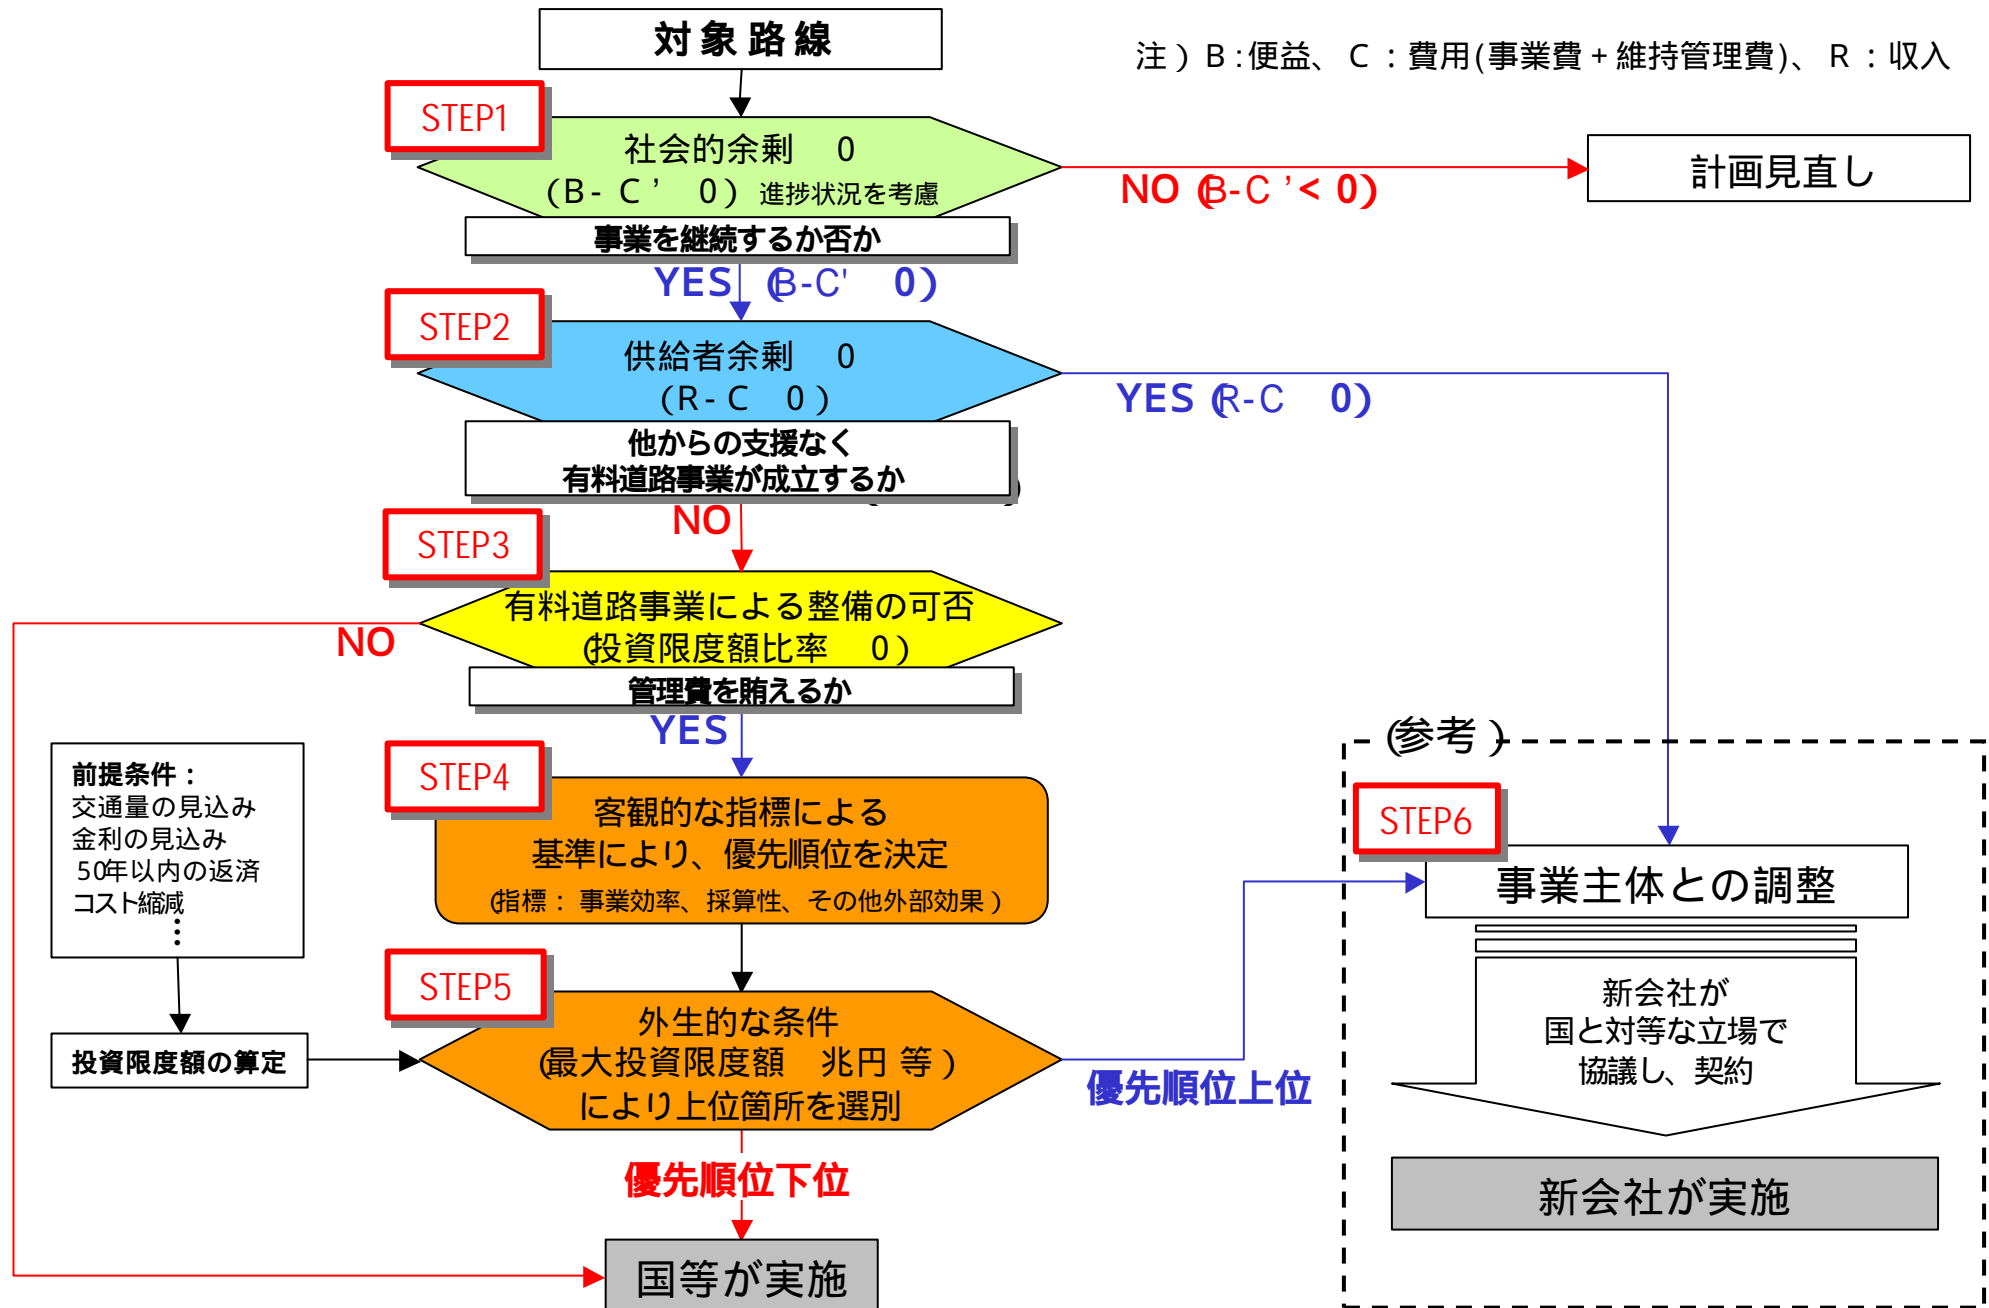 対象路線
注）B:便益、C：費用(事業費+維持管理費)、R：収入
STEP1
社会的余剰　0
（B-C'　0）進捗状況を考慮
事業を継続するか否か
NO (B-C'<0)
計画見直し
YES (B-C'　0)
STEP2
供給者余剰　0
（R-C　0）
他からの支援なく
有料道路事業が成立するか
YES (R-C　0)
NO
STEP3
有料道路事業による整備の可否
(投資限度額比率　0）
管理費を賄えるか
NO
YES
STEP4
客観的な指標による
基準により、優先順位を決定
(指標：事業効率、採算性、その他外部効果）
前提条件：
交通量の見込み
金利の見込み
50年以内の返済
コスト縮減
⋮
投資限度額の算定
STEP5
外生的な条件
(最大投資限度額　兆円 等）
により上位箇所を選別
優先順位上位
優先順位下位
国等が実施
(参考）
STEP6
事業主体との調整
新会社が
国と対等な立場で
協議し、契約
新会社が実施